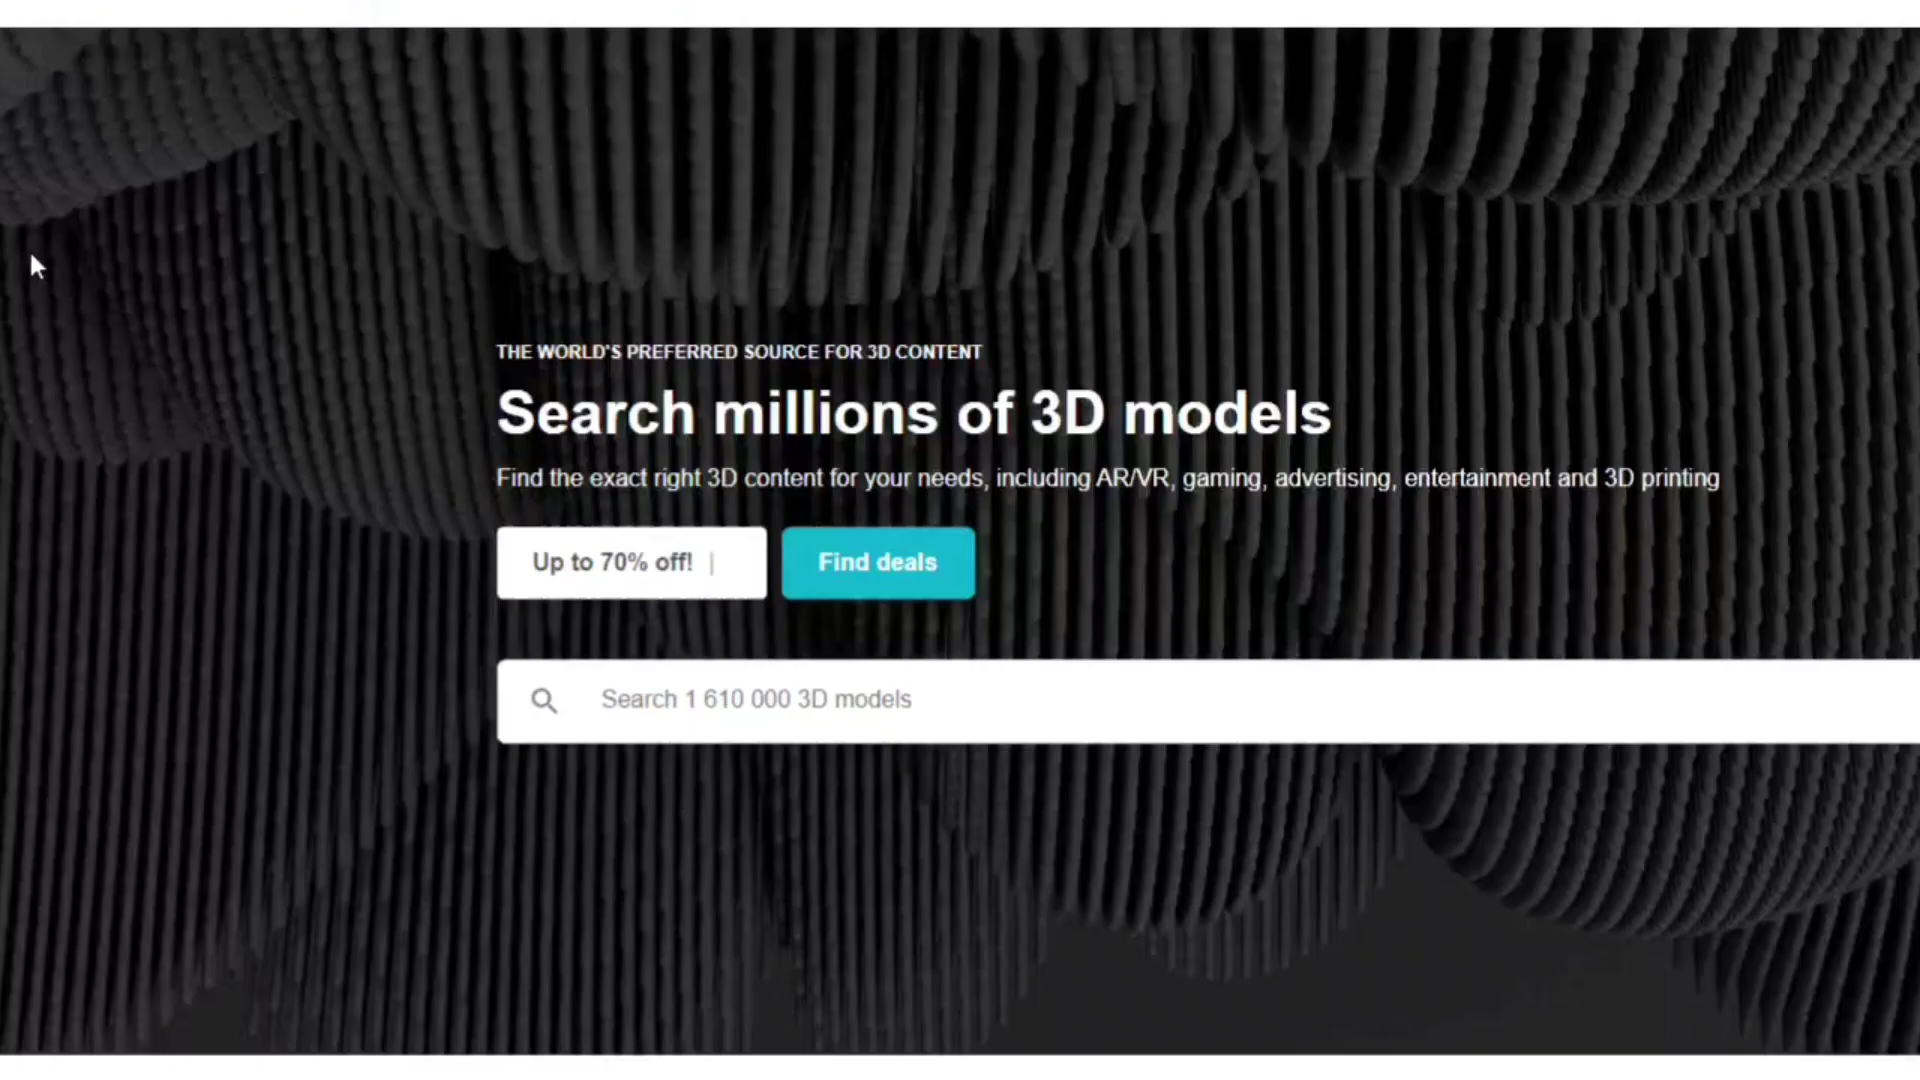 THE WORLD'S PREFERRED SOURCE FOR 3D CONTENT
Search millions of 3D models
Find the exact right 3D content for your needs, including AR/VR, gaming, advertising, entertainment and 3D printing
Up to 70% off! |
Find deals
Search 1 610 000 3D models